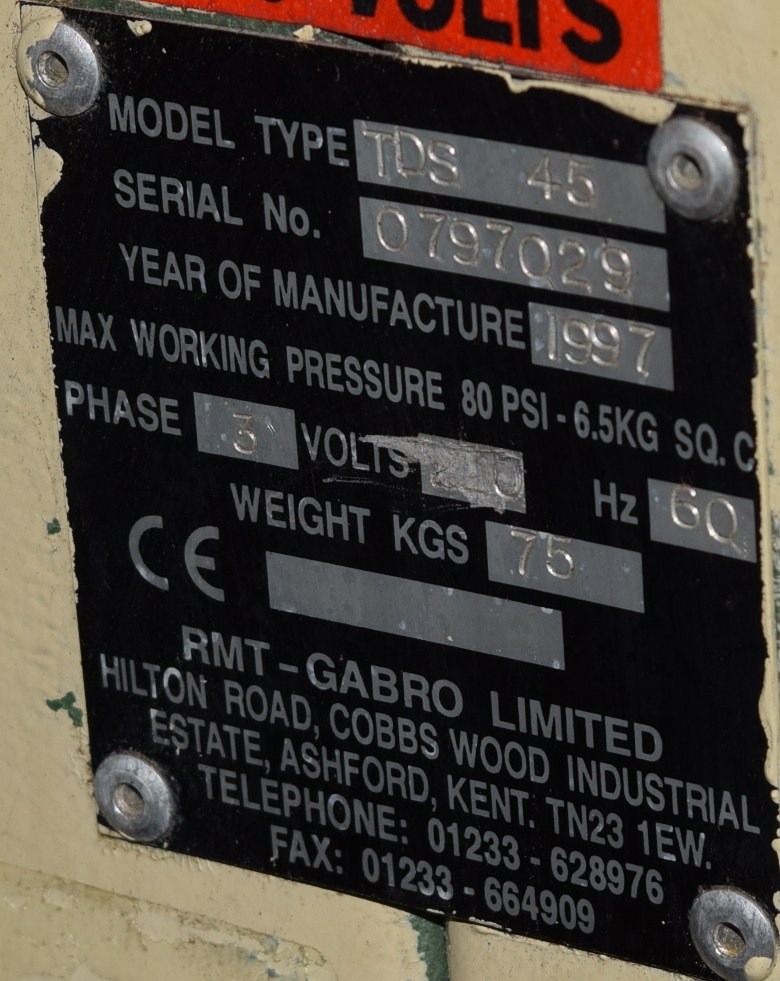 VOLTS
MODEL TYPE TDS 45
SERIAL No. 0797029
YEAR OF MANUFACTURE 1997
MAX WORKING PRESSURE 80 PSI - 6.5KG SQ. C
PHASE 3 VOLTS Hz 60
WEIGHT KGS 75
CE
RMT - GABRO LIMITED
HILTON ROAD, COBBS WOOD INDUSTRIAL
ESTATE, ASHFORD, KENT. TN23 1EW.
TELEPHONE: 01233 - 628976
FAX: 01233 - 664909